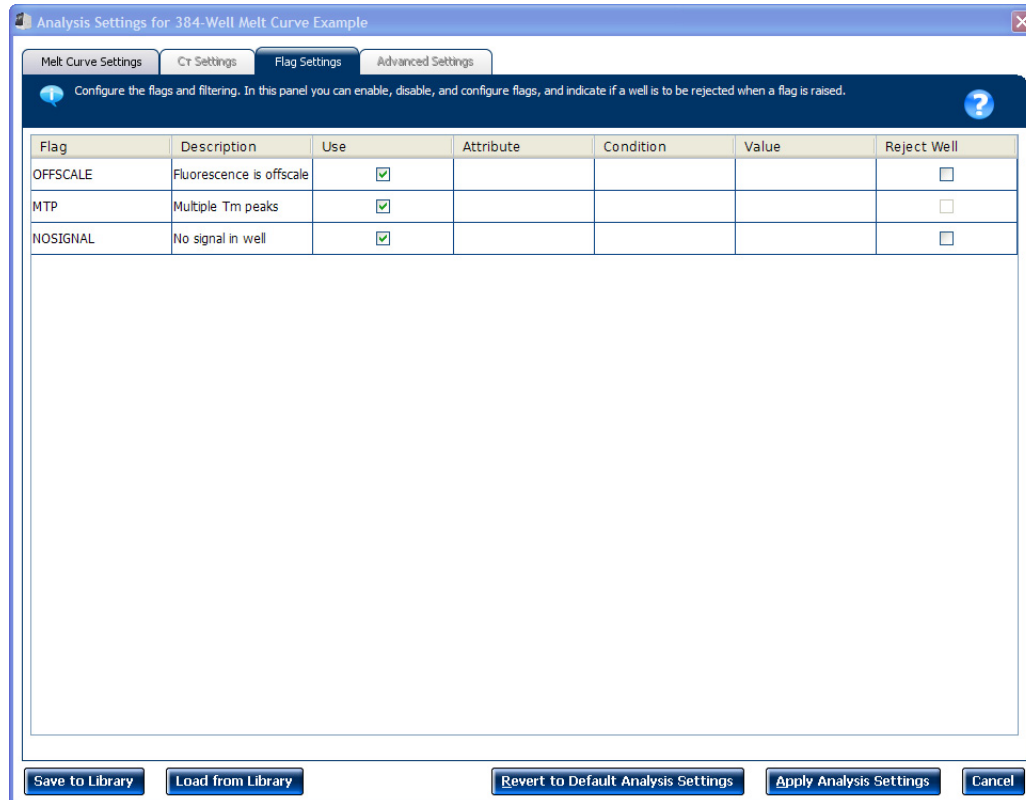 Analysis Settings for 384-Well Melt Curve Example
Melt Curve Settings
CT Settings
Flag Settings
Advanced Settings
Configure the flags and filtering. In this panel you can enable, disable, and configure flags, and indicate if a well is to be rejected when a flag is raised.
?
Flag Description Use Attribute Condition Value Reject Well
OFFSCALE Fluorescence is offscale
MTP Multiple Tm peaks
NOSIGNAL No signal in well
Save to Library
Load from Library
Revert to Default Analysis Settings
Apply Analysis Settings
Cancel